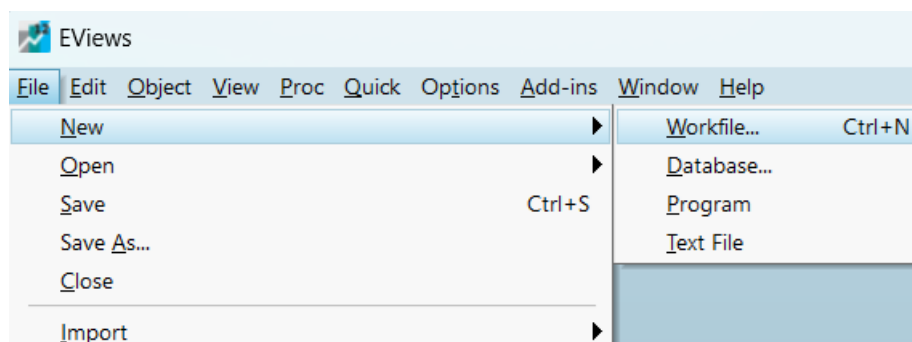 EViews
File Edit Object View Proc Quick Options Add-ins Window Help
New Workfile... Ctrl+N
Open Database...
Save Ctrl+S Program
Save As... Text File
Close
Import